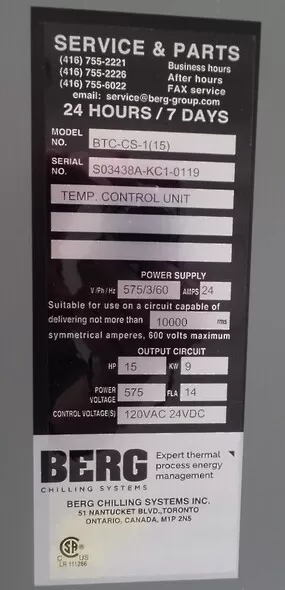 SERVICE & PARTS
(416) 755-2221 Business hours
(416) 755-2226 After hours
(416) 755-6022 FAX service
email: service@berg-group.com
24 HOURS / 7 DAYS
MODEL NO. BTC-CS-1(15)
SERIAL NO. S03438A-KC1-0119
TEMP. CONTROL UNIT
POWER SUPPLY
V/Ph/Hz 575/3/60 AMPS 24
Suitable for use on a circuit capable of
delivering not more than 10000 rms
symmetrical amperes, 600 volts maximum
OUTPUT CIRCUIT
HP 15 KW 9
POWER VOLTAGE 575 FLA 14
CONTROL VOLTAGE(S) 120VAC 24VDC
BERG
CHILLING SYSTEMS
Expert thermal
process energy
management
BERG CHILLING SYSTEMS INC.
51 NANTUCKET BLVD.,TORONTO
ONTARIO, CANADA, M1P 2N5
C US
LR 111266